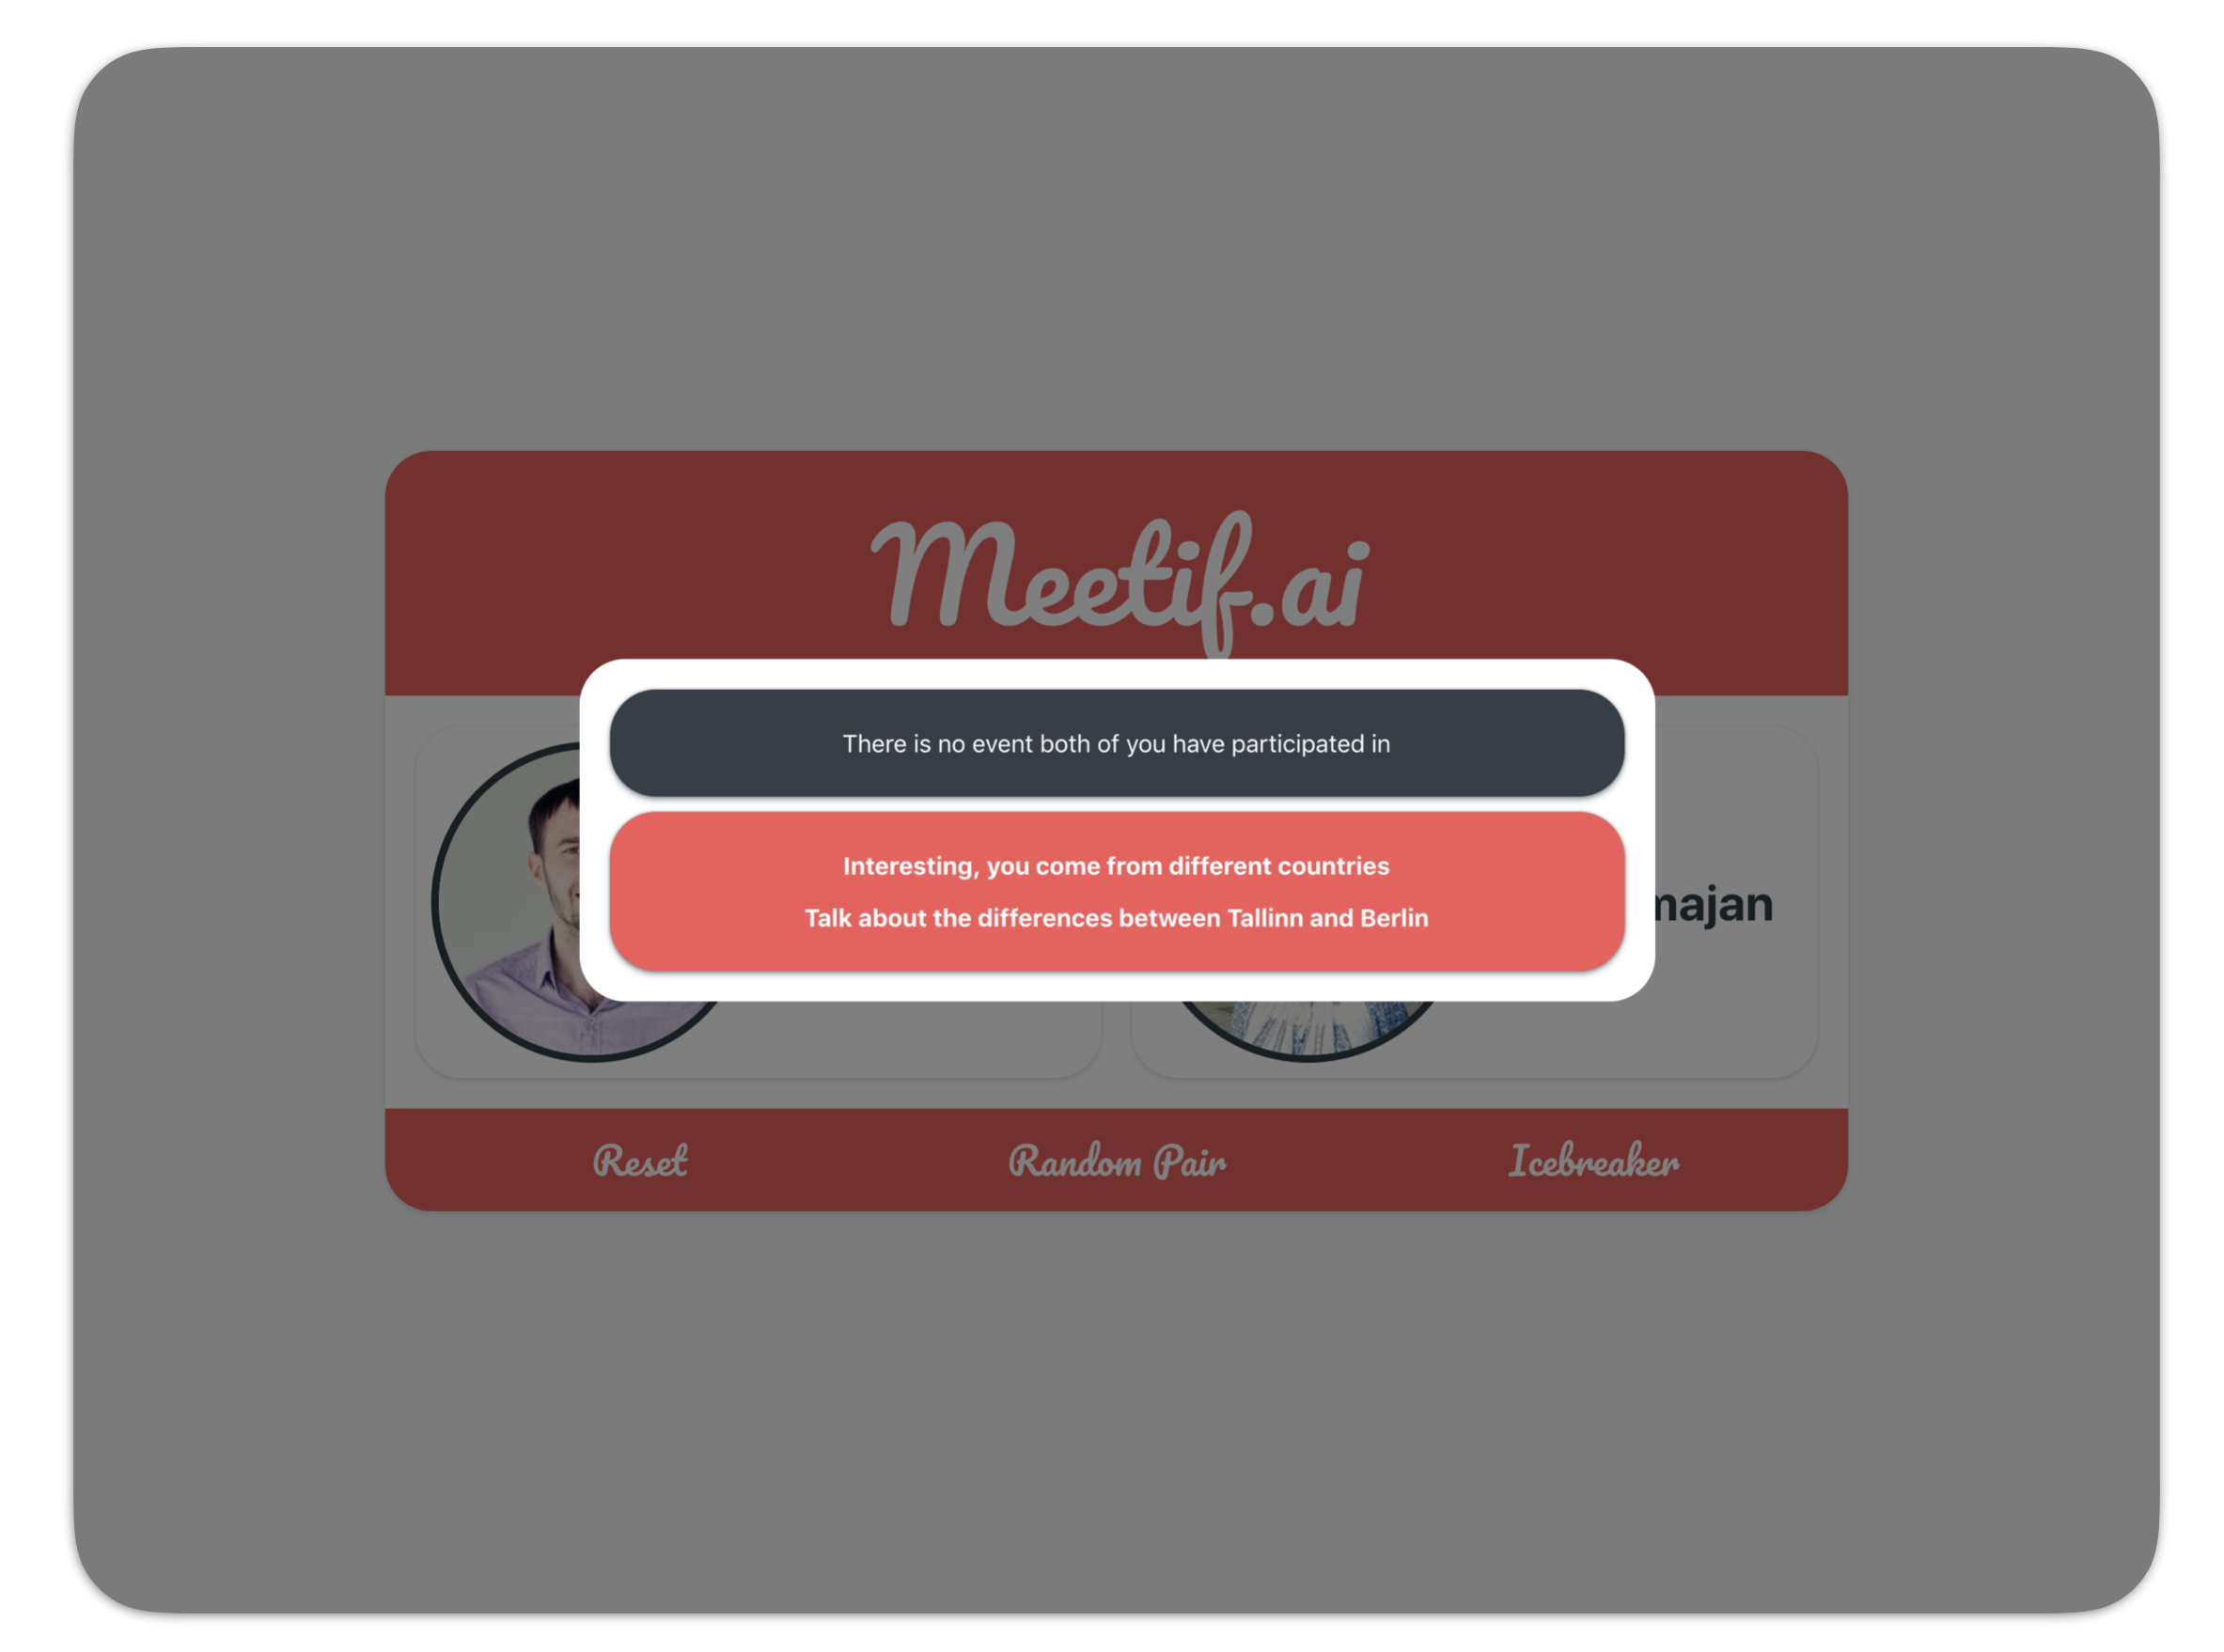 Meetif.ai
There is no event both of you have participated in
Interesting, you come from different countries
Talk about the differences between Tallinn and Berlin
majan
Reset
Random Pair
Icebreaker